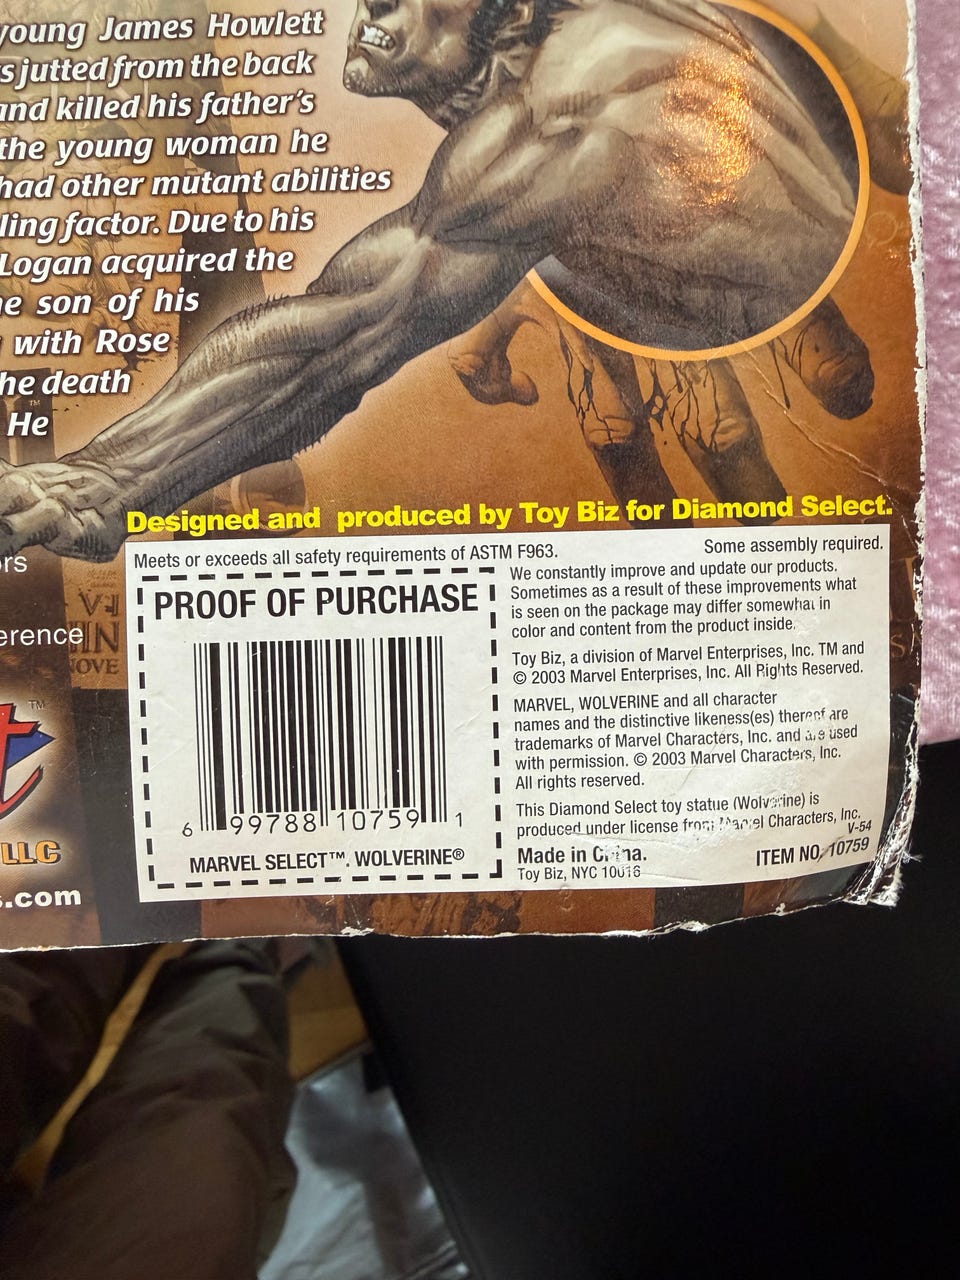 young James Howlett
s jutted from the back
and killed his father's
the young woman he
had other mutant abilities
ling factor. Due to his
Logan acquired the
e son of his
with Rose
he death
He
TM
Designed and produced by Toy Biz for Diamond Select.
rs
erence
Meets or exceeds all safety requirements of ASTM F963.
Some assembly required.
PROOF OF PURCHASE
6 99788 10759 1
MARVEL SELECT™. WOLVERINE®
We constantly improve and update our products.
Sometimes as a result of these improvements what
is seen on the package may differ somewhat in
color and content from the product inside.
Toy Biz, a division of Marvel Enterprises, Inc. TM and
© 2003 Marvel Enterprises, Inc. All Rights Reserved.
MARVEL, WOLVERINE and all character
names and the distinctive likeness(es) thereof are
trademarks of Marvel Characters, Inc. and are used
with permission. © 2003 Marvel Characters, Inc.
All rights reserved.
This Diamond Select toy statue (Wolverine) is
produced under license from Marvel Characters, Inc.
V-54
Made in China.
ITEM NO. 10759
Toy Biz, NYC 10016
OVE
t TM
LLC
s.com